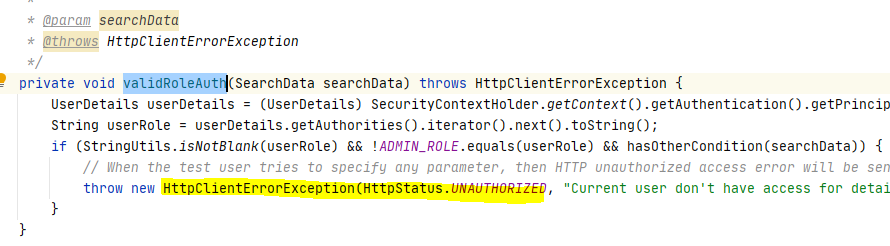 *
* @param searchData
* @throws HttpClientErrorException
*/
private void validRoleAuth(SearchData searchData) throws HttpClientErrorException {
UserDetails userDetails = (UserDetails) SecurityContextHolder.getContext().getAuthentication().getPrincip
String userRole = userDetails.getAuthorities().iterator().next().toString();
if (StringUtils.isNotBlank(userRole) && !ADMIN_ROLE.equals(userRole) && hasOtherCondition(searchData)) {
// When the test user tries to specify any parameter, then HTTP unauthorized access error will be sen
throw new HttpClientErrorException(HttpStatus.UNAUTHORIZED, "Current user don't have access for detai
}
}